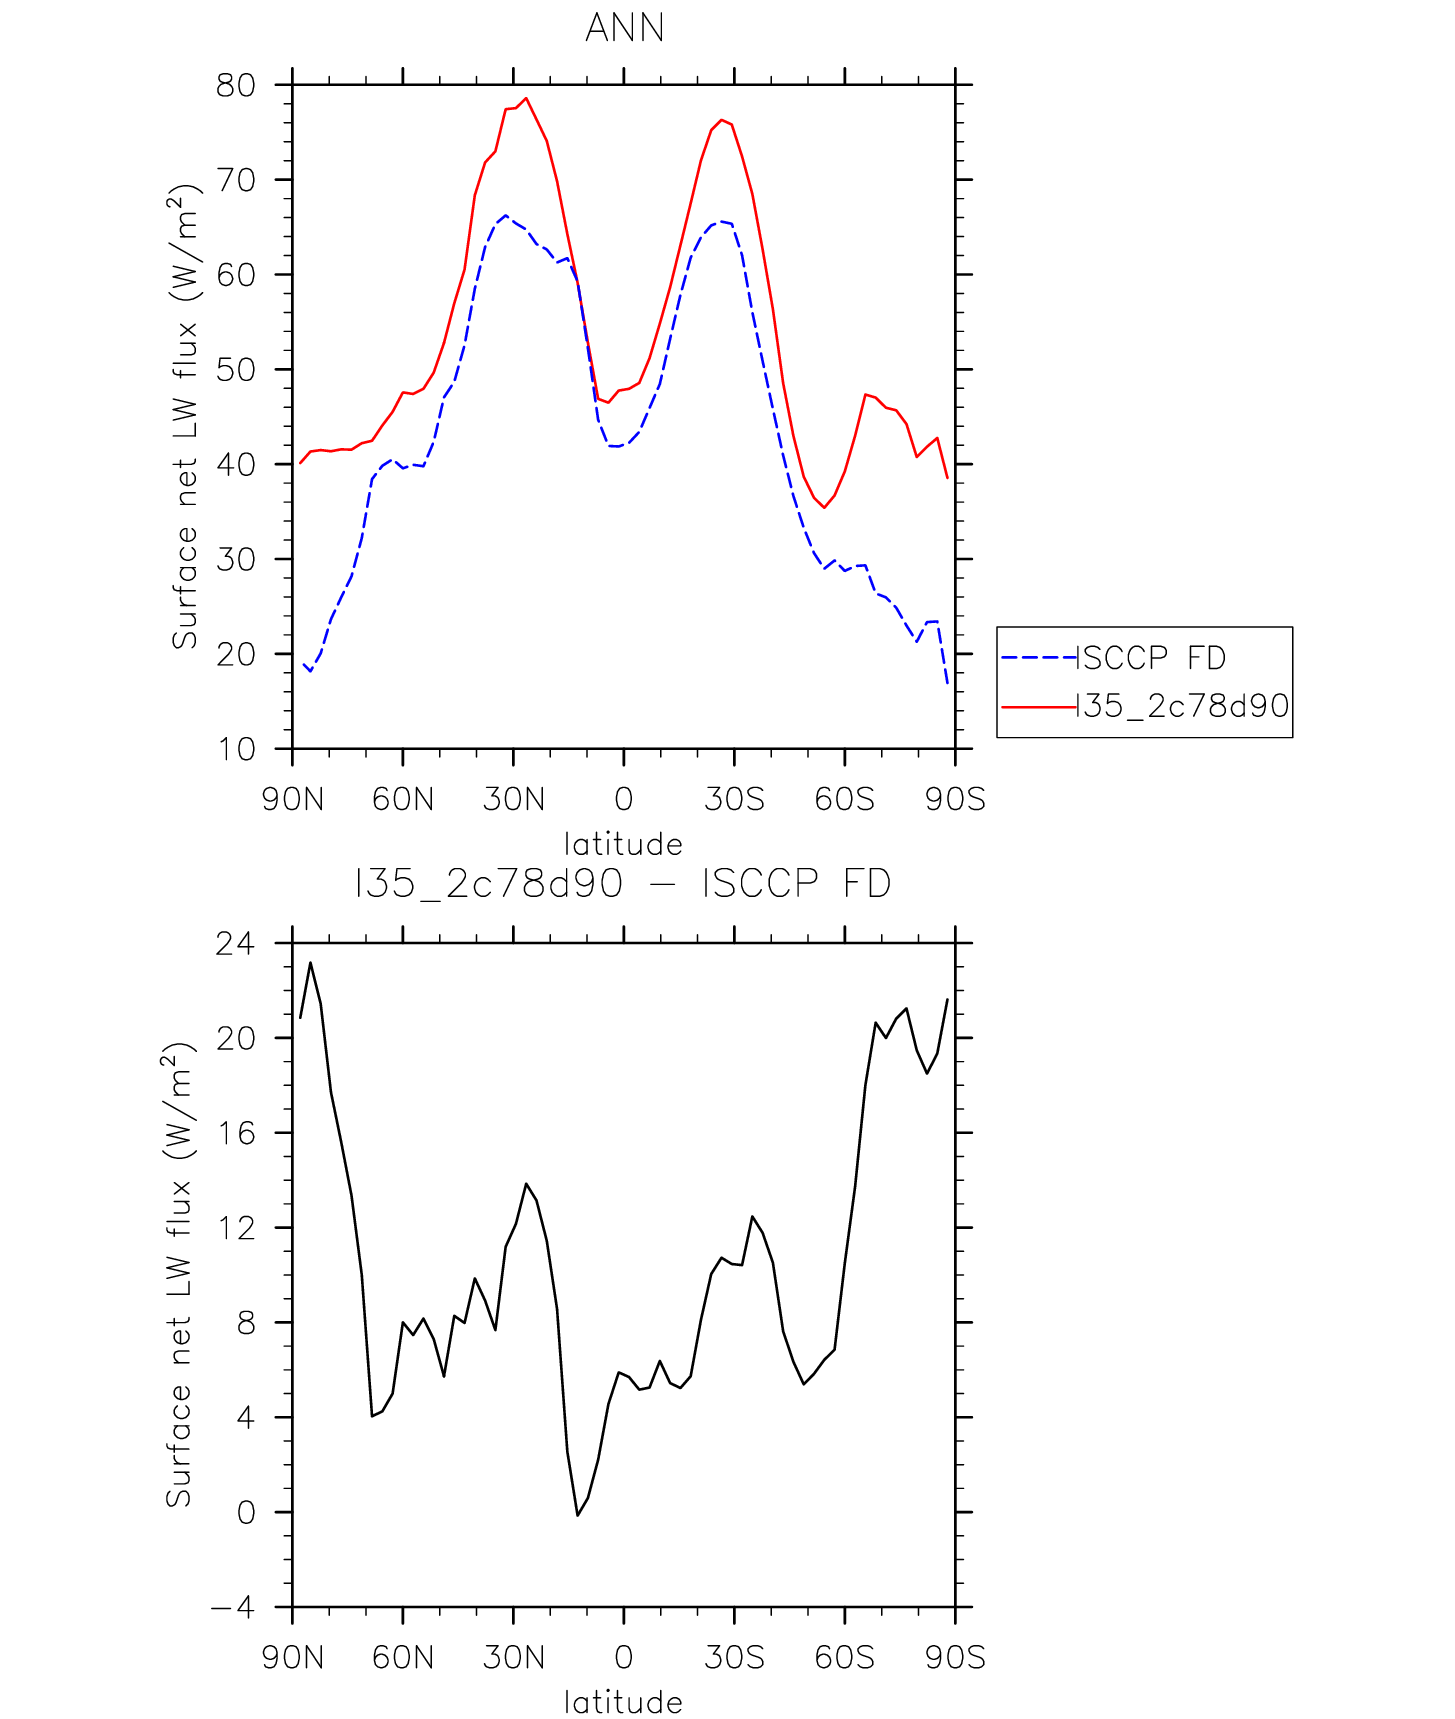 ANN
80
70
60
50
40
30
20
10
Surface net LW flux (W/m²)
90N 60N 30N 0 30S 60S 90S
latitude
ISCCP FD
I35_2c78d90
I35_2c78d90 − ISCCP FD
24
20
16
12
8
4
0
−4
Surface net LW flux (W/m²)
90N 60N 30N 0 30S 60S 90S
latitude